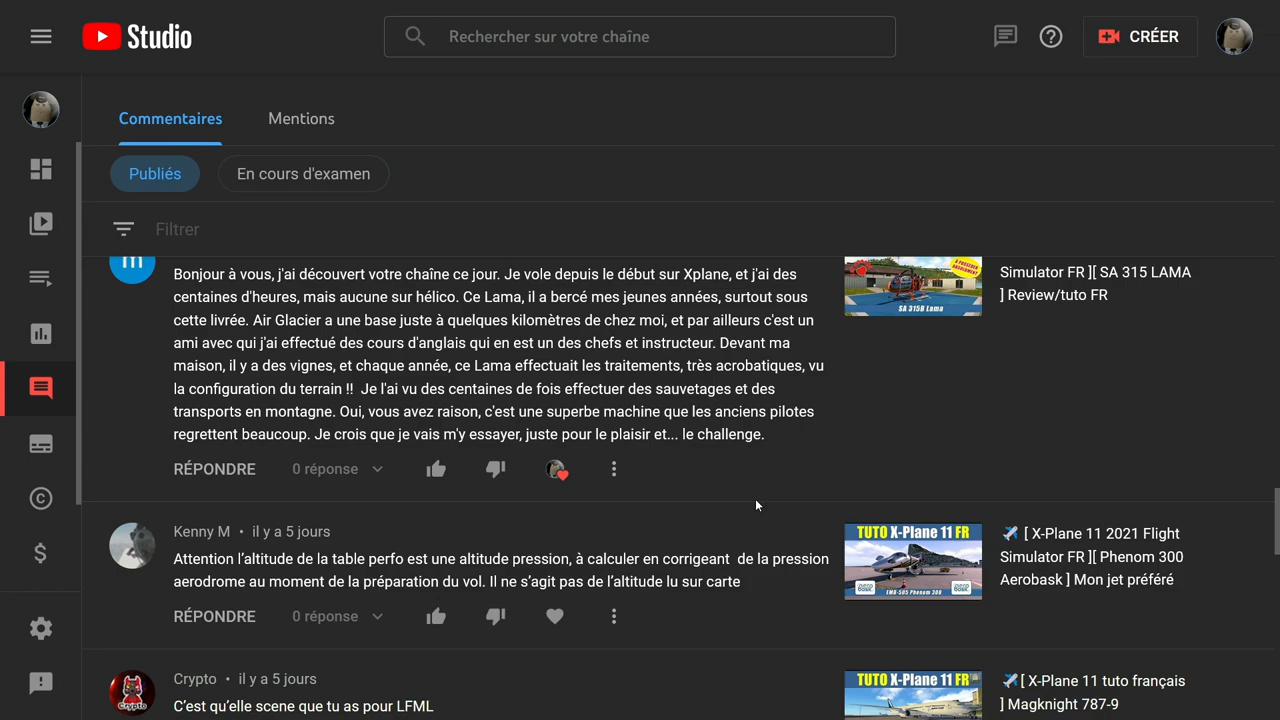 Studio
Rechercher sur votre chaîne
CRÉER
Commentaires
Mentions
Publiés
En cours d'examen
Filtrer
m
Bonjour à vous, j'ai découvert votre chaîne ce jour. Je vole depuis le début sur Xplane, et j'ai des
centaines d'heures, mais aucune sur hélico. Ce Lama, il a bercé mes jeunes années, surtout sous
cette livrée. Air Glacier a une base juste à quelques kilomètres de chez moi, et par ailleurs c'est un
ami avec qui j'ai effectué des cours d'anglais qui en est un des chefs et instructeur. Devant ma
maison, il y a des vignes, et chaque année, ce Lama effectuait les traitements, très acrobatiques, vu
la configuration du terrain !!  Je l'ai vu des centaines de fois effectuer des sauvetages et des
transports en montagne. Oui, vous avez raison, c'est une superbe machine que les anciens pilotes
regrettent beaucoup. Je crois que je vais m'y essayer, juste pour le plaisir et... le challenge.
À POSSÉDER
ABSOLUMENT
SA 315B Lama
Simulator FR ][ SA 315 LAMA
] Review/tuto FR
RÉPONDRE
0 réponse
Kenny M • il y a 5 jours
Attention l’altitude de la table perfo est une altitude pression, à calculer en corrigeant  de la pression
aerodrome au moment de la préparation du vol. Il ne s’agit pas de l’altitude lu sur carte
TUTO X-Plane 11 FR
EMB-505 Phenom 300
[ X-Plane 11 2021 Flight
Simulator FR ][ Phenom 300
Aerobask ] Mon jet préféré
RÉPONDRE
0 réponse
Crypto • il y a 5 jours
C’est qu’elle scene que tu as pour LFML
Crypto
TUTO X-Plane 11 FR
[ X-Plane 11 tuto français
] Magknight 787-9